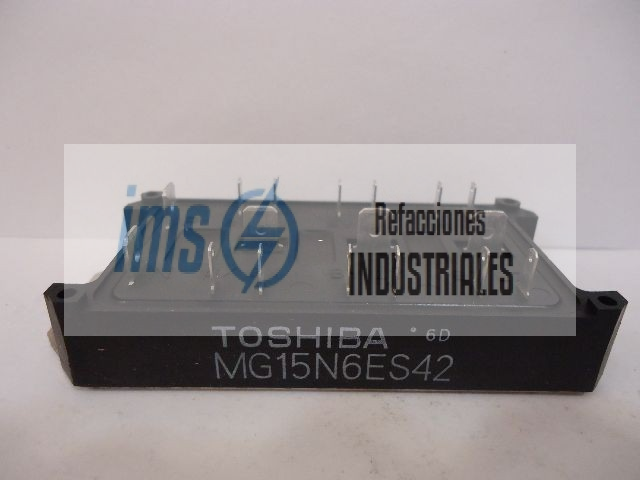 ims
Refacciones
INDUSTRIALES
TOSHIBA 6D
MG15N6ES42